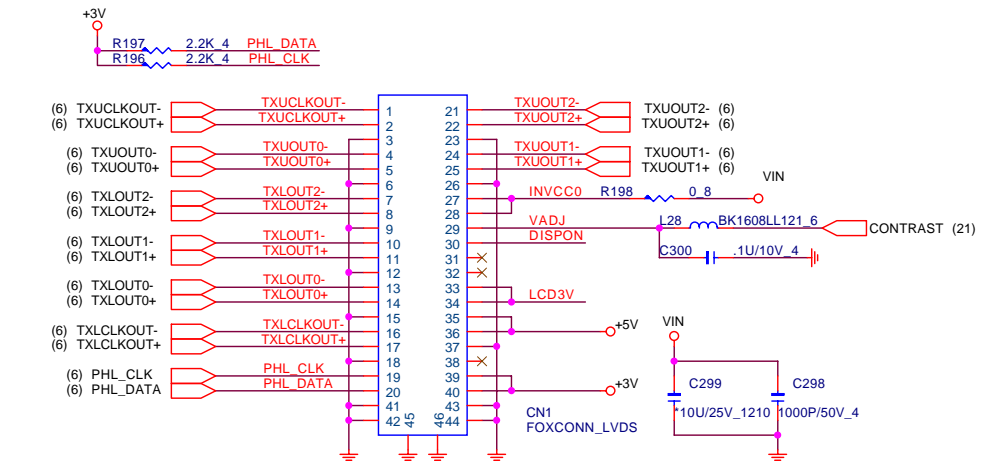 +3V
R197 2.2K_4 PHL_DATA
R196 2.2K_4 PHL_CLK
(6) TXUCLKOUT- TXUCLKOUT- 1 21 TXUOUT2- TXUOUT2- (6)
(6) TXUCLKOUT+ TXUCLKOUT+ 2 22 TXUOUT2+ TXUOUT2+ (6)
3 23
(6) TXUOUT0- TXUOUT0- 4 24 TXUOUT1- TXUOUT1- (6)
(6) TXUOUT0+ TXUOUT0+ 5 25 TXUOUT1+ TXUOUT1+ (6)
6 26
VIN
(6) TXLOUT2- TXLOUT2- 7 27 INVCC0 R198 0_8
(6) TXLOUT2+ TXLOUT2+ 8 28
9 29 VADJ L28 BK1608LL121_6 CONTRAST (21)
(6) TXLOUT1- TXLOUT1- 10 30 DISPON
(6) TXLOUT1+ TXLOUT1+ 11 31 C300 .1U/10V_4
12 32
(6) TXLOUT0- TXLOUT0- 13 33
(6) TXLOUT0+ TXLOUT0+ 14 34 LCD3V
15 35
(6) TXLCLKOUT- TXLCLKOUT- 16 36 +5V VIN
(6) TXLCLKOUT+ TXLCLKOUT+ 17 37
18 38
(6) PHL_CLK PHL_CLK 19 39
(6) PHL_DATA PHL_DATA 20 40 +3V C299 C298
41 43
42 45 46 44
CN1
FOXCONN_LVDS
*10U/25V_1210 1000P/50V_4